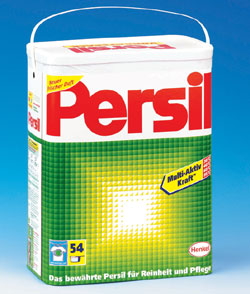 Neuer
frischer Duft
Persil
Multi-Aktiv
Kraft
54
Henkel
Das bewährte Persil für Reinheit und Pflege